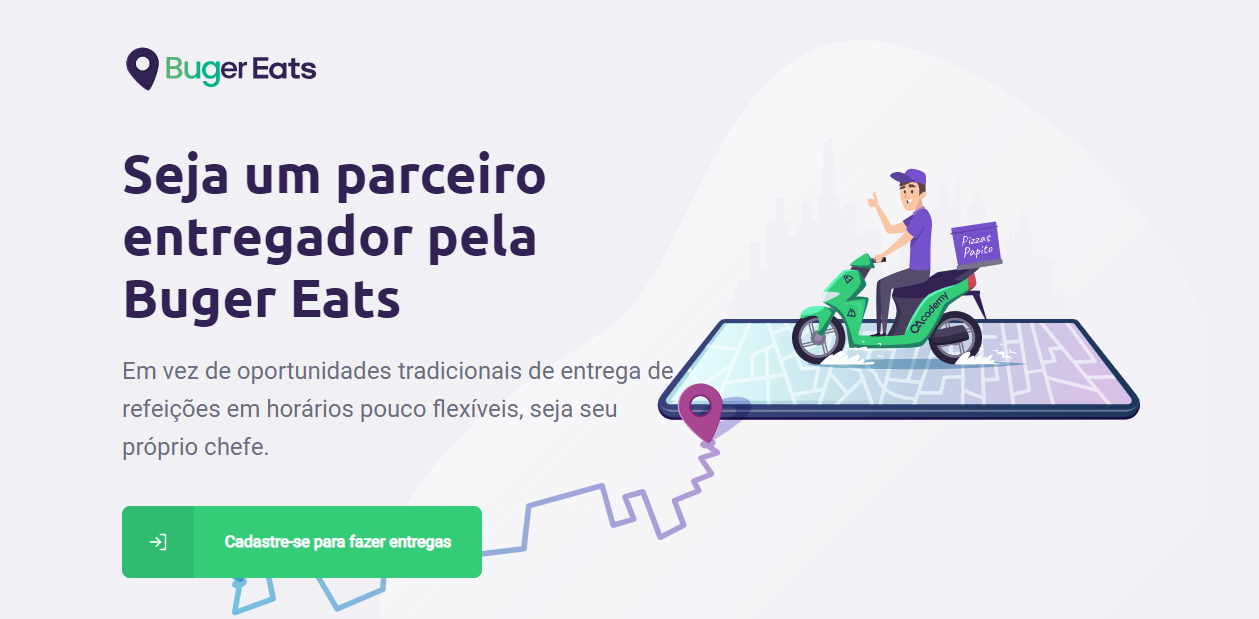 Buger Eats
Seja um parceiro
entregador pela
Buger Eats
Em vez de oportunidades tradicionais de entrega de
refeições em horários pouco flexíveis, seja seu
próprio chefe.
Cadastre-se para fazer entregas
Pizzas
Papito
Academy